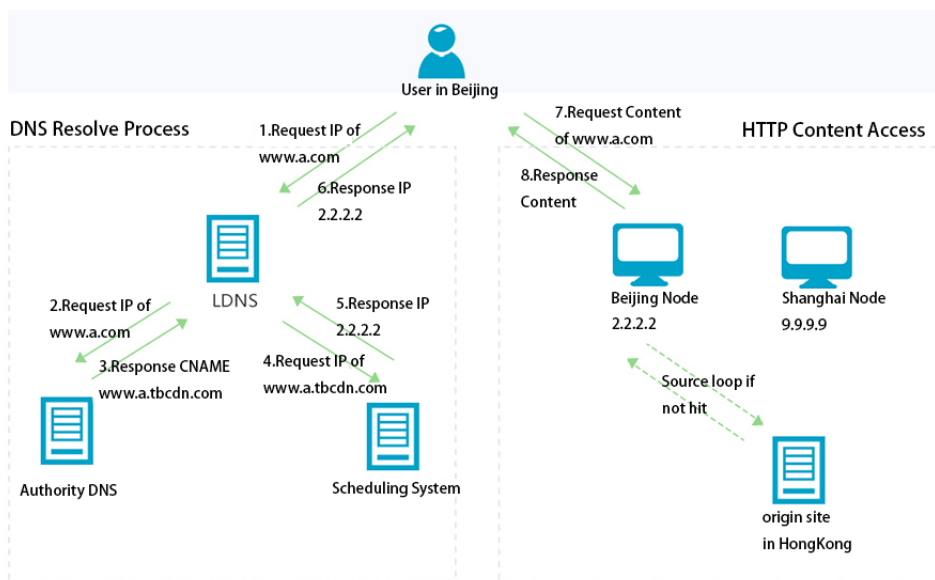 User in Beijing
DNS Resolve Process
HTTP Content Access
1.Request IP of
www.a.com
6.Response IP
2.2.2.2
LDNS
2.Request IP of
www.a.com
3.Response CNAME
www.a.tbcdn.com
5.Response IP
2.2.2.2
4.Request IP of
www.a.tbcdn.com
Authority DNS
Scheduling System
7.Request Content
of www.a.com
8.Response
Content
Beijing Node
2.2.2.2
Shanghai Node
9.9.9.9
Source loop if
not hit
origin site
in HongKong